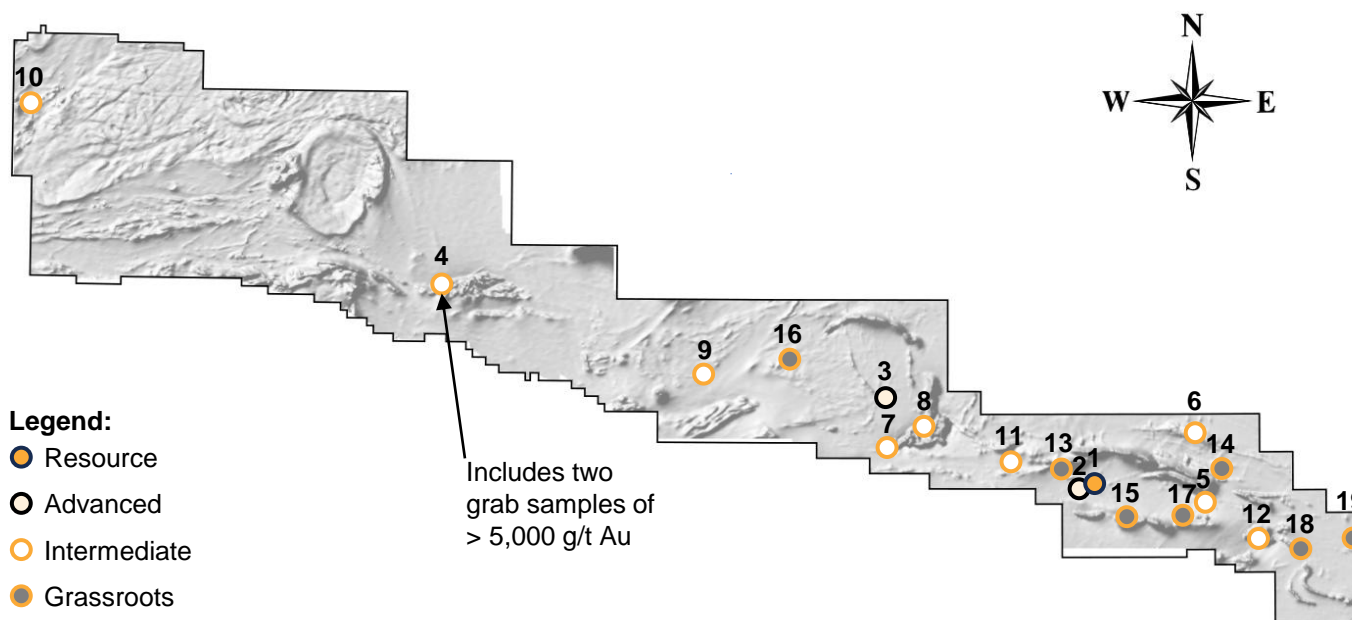 N
W E
S
10
4
9
16
3
8
7
6
11
13
2
1
14
5
15
17
12
18
19
Legend:
Resource
Advanced
Intermediate
Grassroots
Includes two
grab samples of
> 5,000 g/t Au